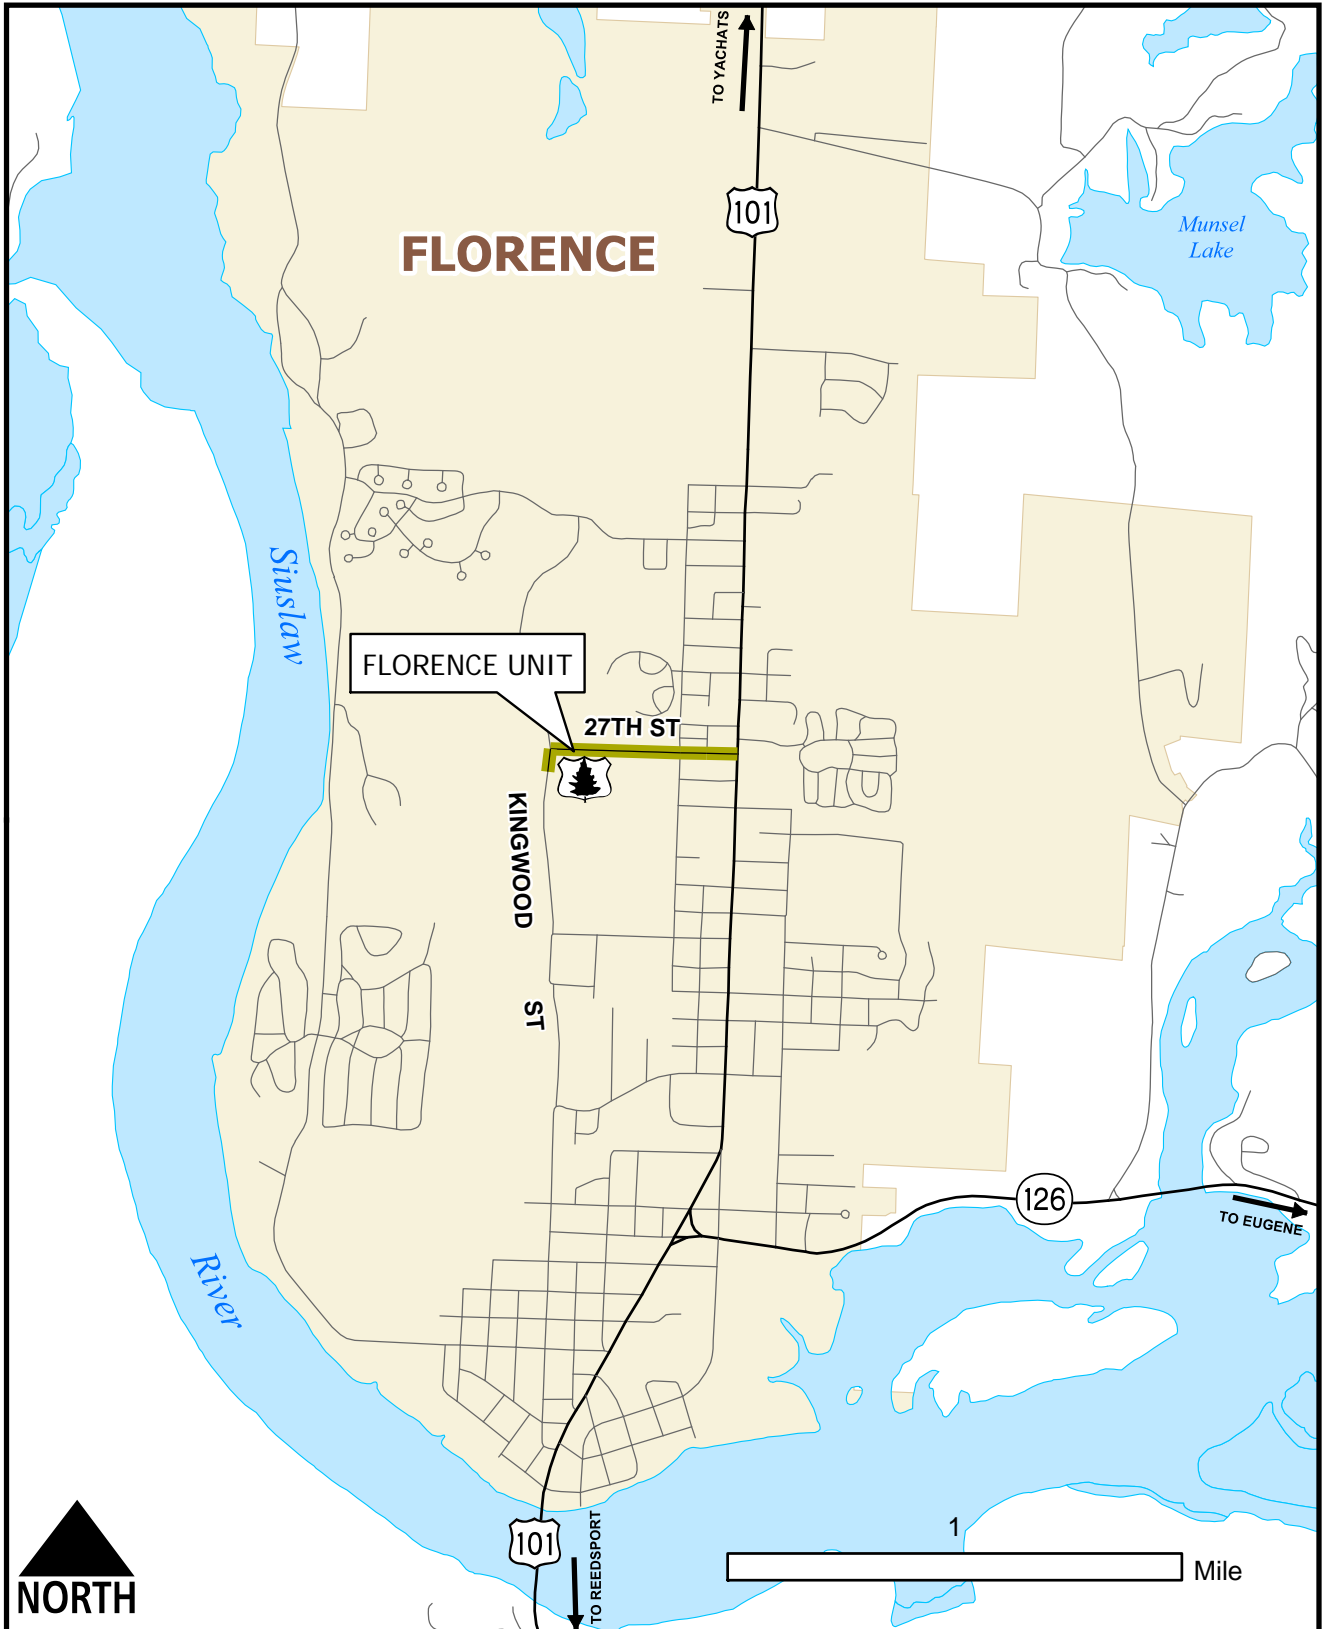 TO YACHATS
101
Munsel
Lake
FLORENCE
Siuslaw
FLORENCE UNIT
27TH ST
KINGWOOD
ST
126
TO EUGENE
River
101
TO REEDSPORT
1
Mile
NORTH